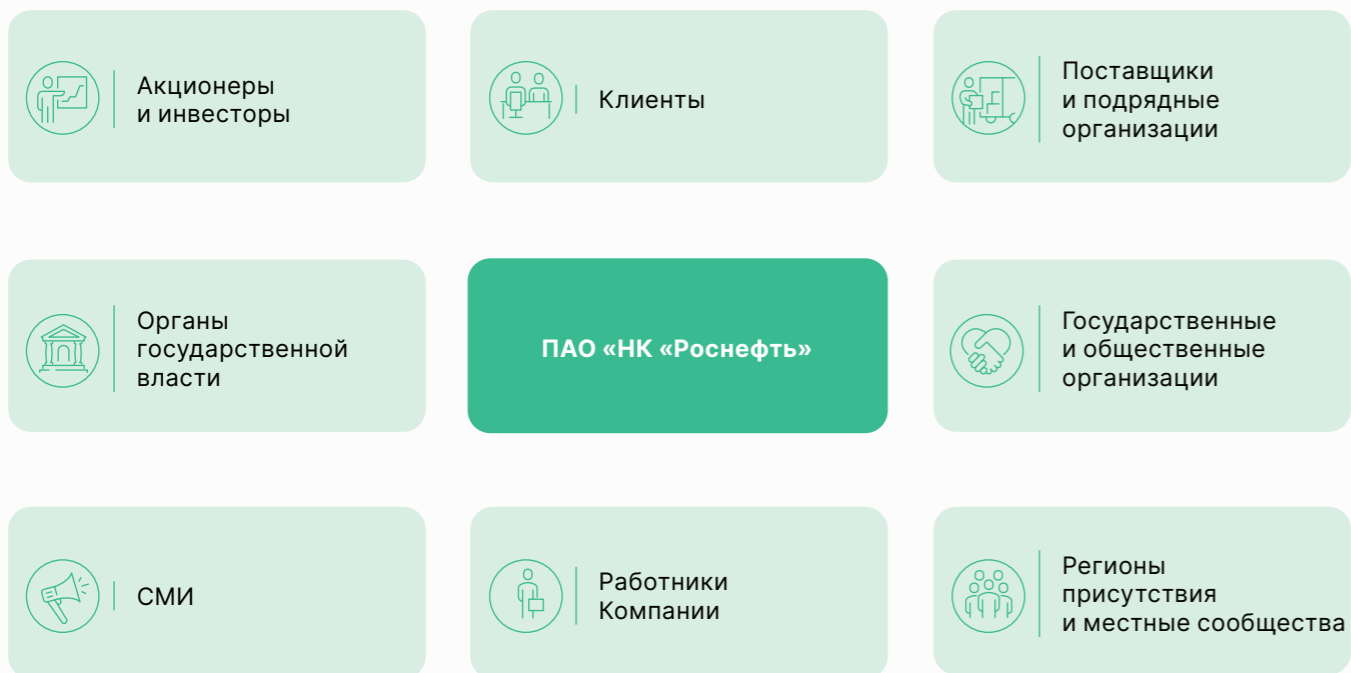 Акционеры
и инвесторы
Клиенты
Поставщики
и подрядные
организации
Органы
государственной
власти
ПАО «НК «Роснефть»
Государственные
и общественные
организации
СМИ
Работники
Компании
Регионы
присутствия
и местные сообщества